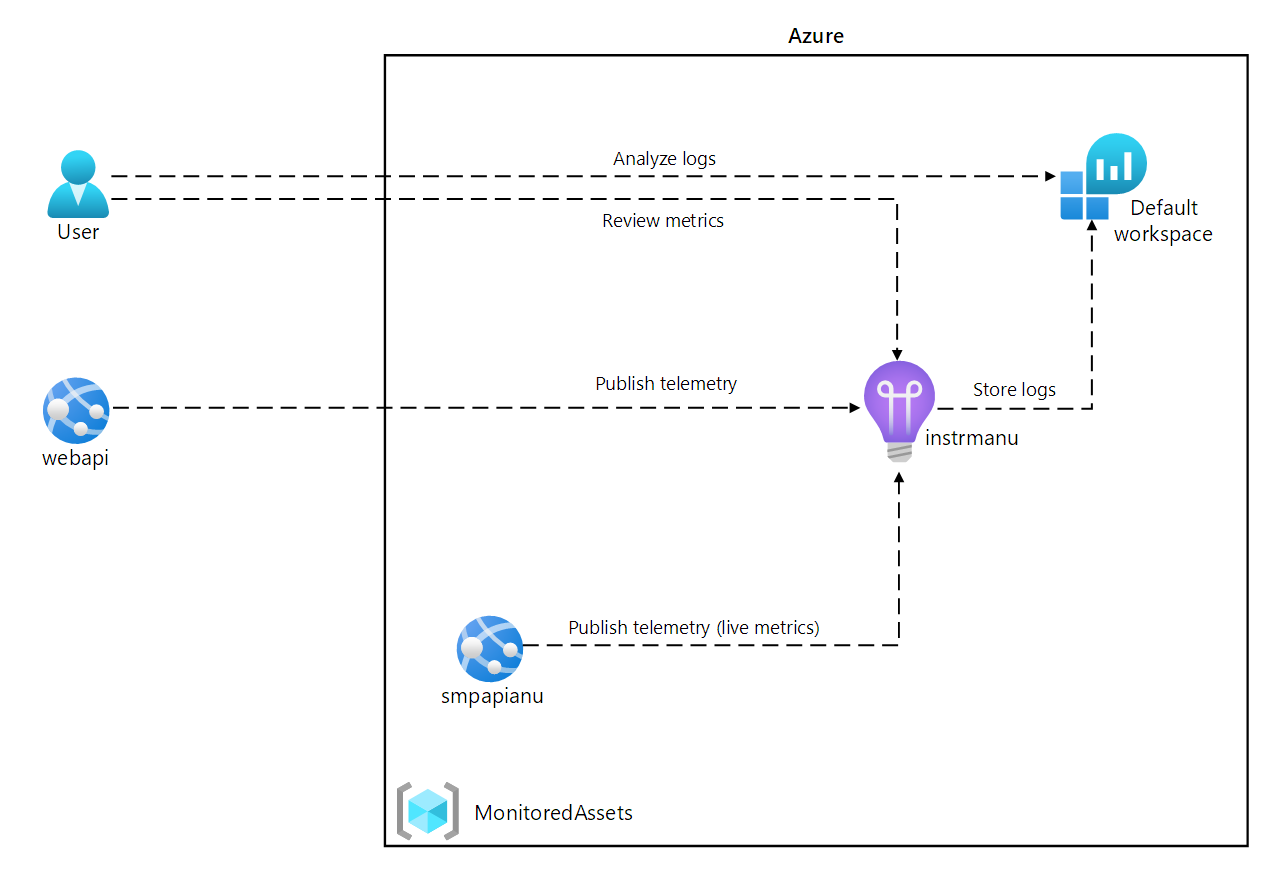 Azure
Analyze logs
User
Review metrics
Default
workspace
Publish telemetry
Store logs
webapi
instrmanu
Publish telemetry (live metrics)
smpapianu
MonitoredAssets